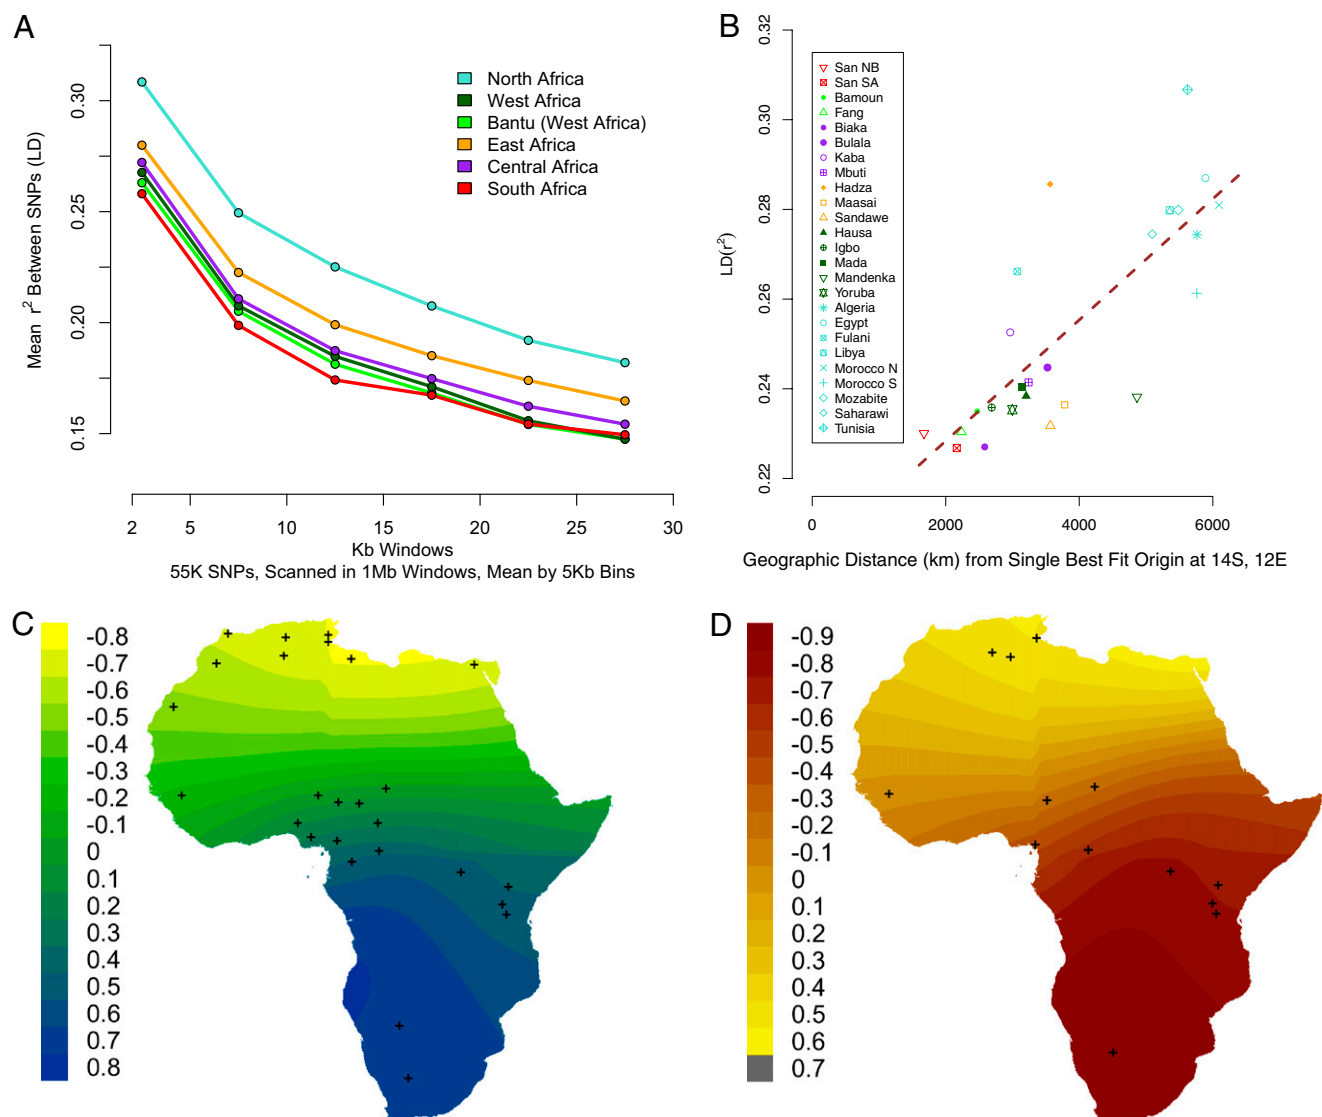 A
Mean r² Between SNPs (LD)
0.30
0.25
0.20
0.15
North Africa
West Africa
Bantu (West Africa)
East Africa
Central Africa
South Africa
2 5 10 15 20 25 30
Kb Windows
55K SNPs, Scanned in 1Mb Windows, Mean by 5Kb Bins
B
LD(r²)
0.32
0.30
0.28
0.26
0.24
0.22
San NB
San SA
Bamoun
Fang
Biaka
Bulala
Kaba
Mbuti
Hadza
Maasai
Sandawe
Hausa
Igbo
Mada
Mandenka
Yoruba
Algeria
Egypt
Fulani
Libya
Morocco N
Morocco S
Mozabite
Saharawi
Tunisia
0 2000 4000 6000
Geographic Distance (km) from Single Best Fit Origin at 14S, 12E
C
-0.8
-0.7
-0.6
-0.5
-0.4
-0.3
-0.2
-0.1
0
0.1
0.2
0.3
0.4
0.5
0.6
0.7
0.8
D
-0.9
-0.8
-0.7
-0.6
-0.5
-0.4
-0.3
-0.2
-0.1
0
0.1
0.2
0.3
0.4
0.5
0.6
0.7